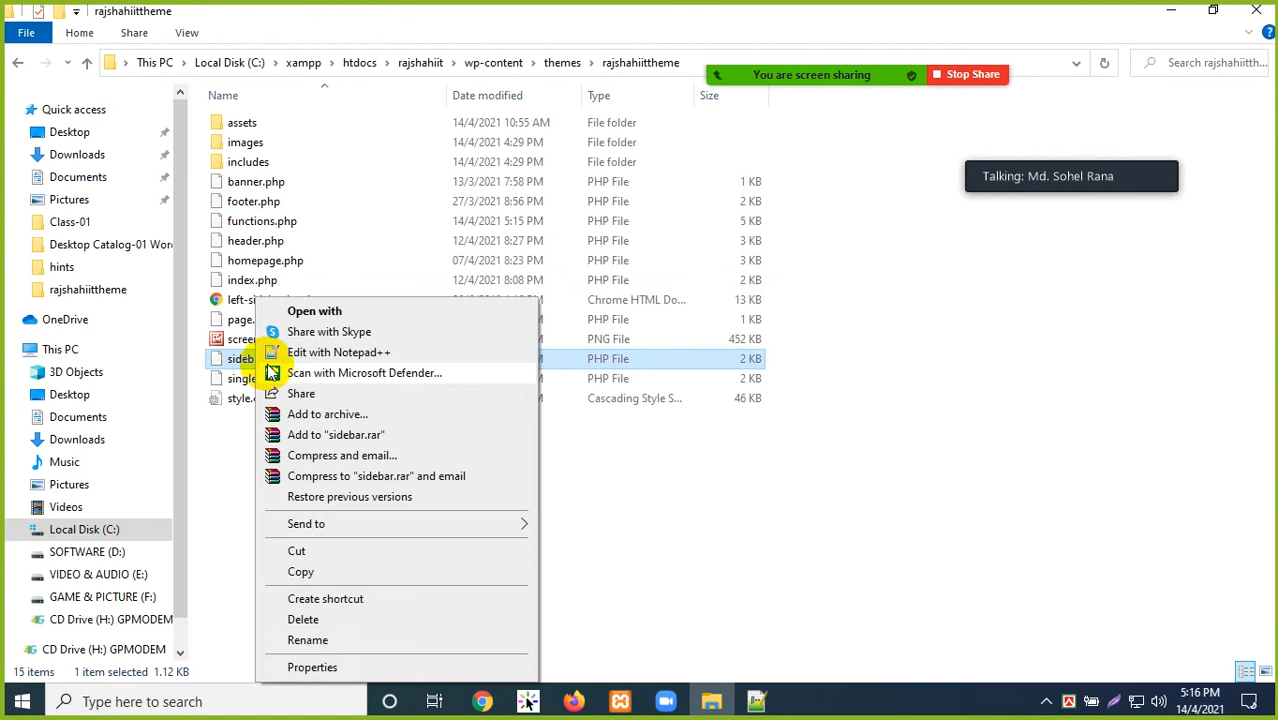 rajshahiittheme
File
Home
Share
View
This PC
Local Disk (C:)
xampp
htdocs
rajshahiit
wp-content
themes
rajshahiittheme
Search rajshahiitth...
You are screen sharing
Stop Share
Talking: Md. Sohel Rana
Quick access
Desktop
Downloads
Documents
Pictures
Class-01
Desktop Catalog-01 Wor
hints
rajshahiittheme
OneDrive
This PC
3D Objects
Desktop
Documents
Downloads
Music
Pictures
Videos
Local Disk (C:)
SOFTWARE (D:)
VIDEO & AUDIO (E:)
GAME & PICTURE (F:)
CD Drive (H:) GPMODEM
CD Drive (H:) GPMODEM
Name Date modified Type Size
assets 14/4/2021 10:55 AM File folder
images 14/4/2021 4:29 PM File folder
includes 14/4/2021 4:29 PM File folder
banner.php 13/3/2021 7:58 PM PHP File 1 KB
footer.php 27/3/2021 8:56 PM PHP File 2 KB
functions.php 14/4/2021 5:15 PM PHP File 5 KB
header.php 12/4/2021 8:27 PM PHP File 3 KB
homepage.php 07/4/2021 8:23 PM PHP File 2 KB
index.php 12/4/2021 8:08 PM PHP File 2 KB
Chrome HTML Do... 13 KB
page. PHP File 1 KB
scree PNG File 452 KB
sideb PHP File 2 KB
single PHP File 2 KB
style. Cascading Style S... 46 KB
Open with
Share with Skype
Edit with Notepad++
Scan with Microsoft Defender...
Share
Add to archive...
Add to "sidebar.rar"
Compress and email...
Compress to "sidebar.rar" and email
Restore previous versions
Send to
Cut
Copy
Create shortcut
Delete
Rename
Properties
15 items 1 item selected 1.12 KB
Type here to search
5:16 PM
14/4/2021